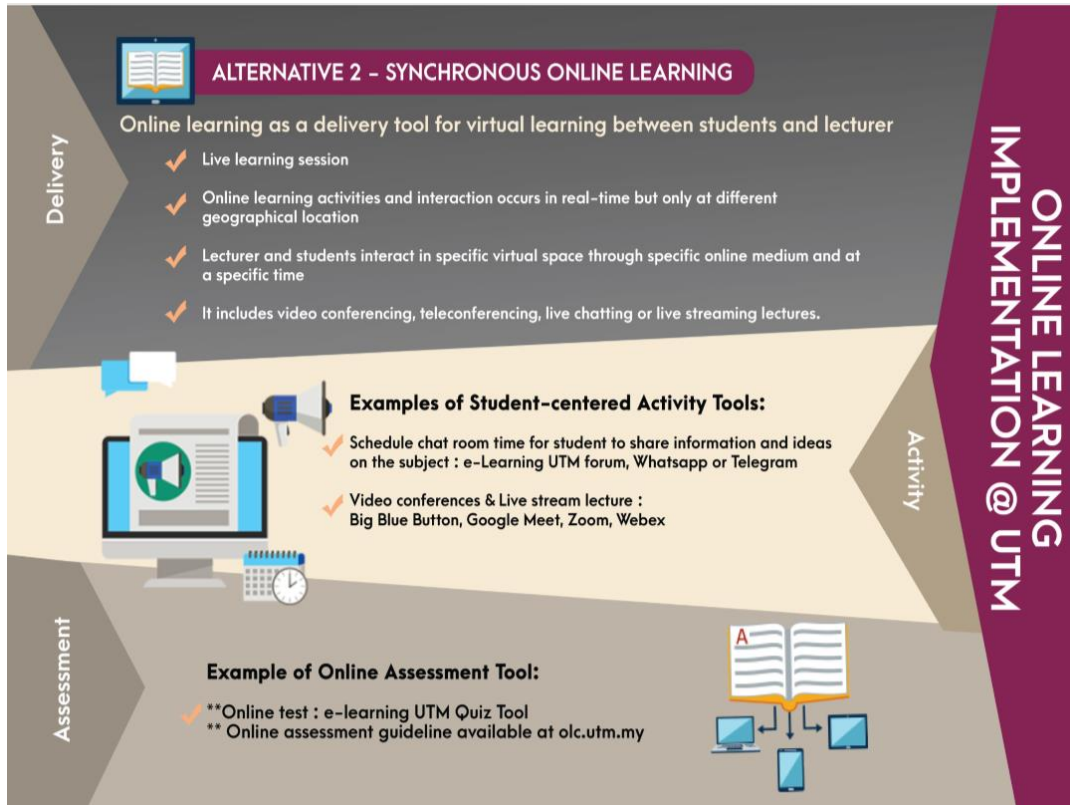 ALTERNATIVE 2 - SYNCHRONOUS ONLINE LEARNING
Delivery
Online learning as a delivery tool for virtual learning between students and lecturer
Live learning session
Online learning activities and interaction occurs in real-time but only at different
geographical location
Lecturer and students interact in specific virtual space through specific online medium and at
a specific time
It includes video conferencing, teleconferencing, live chatting or live streaming lectures.
Activity
Examples of Student-centered Activity Tools:
Schedule chat room time for student to share information and ideas
on the subject : e-Learning UTM forum, Whatsapp or Telegram
Video conferences & Live stream lecture :
Big Blue Button, Google Meet, Zoom, Webex
Assessment
Example of Online Assessment Tool:
**Online test : e-learning UTM Quiz Tool
** Online assessment guideline available at olc.utm.my
A
ONLINE LEARNING
IMPLEMENTATION @ UTM